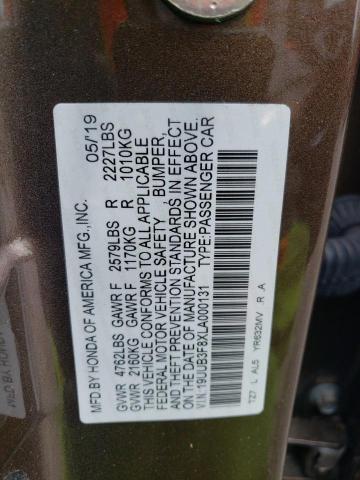 MFD BY HONDA OF AMERICA MFG.,INC. 05/19
GVWR 4762LBS GAWR F 2579LBS R 2227LBS
GVWR 2160KG GAWR F 1170KG R 1010KG
THIS VEHICLE CONFORMS TO ALL APPLICABLE
FEDERAL MOTOR VEHICLE SAFETY, BUMPER,
AND THEFT PREVENTION STANDARDS IN EFFECT
ON THE DATE OF MANUFACTURE SHOWN ABOVE.
V.I.N:19UUB3F8XLA000131 TYPE:PASSENGER CAR
TZ7 L AL5 YR632MV R A